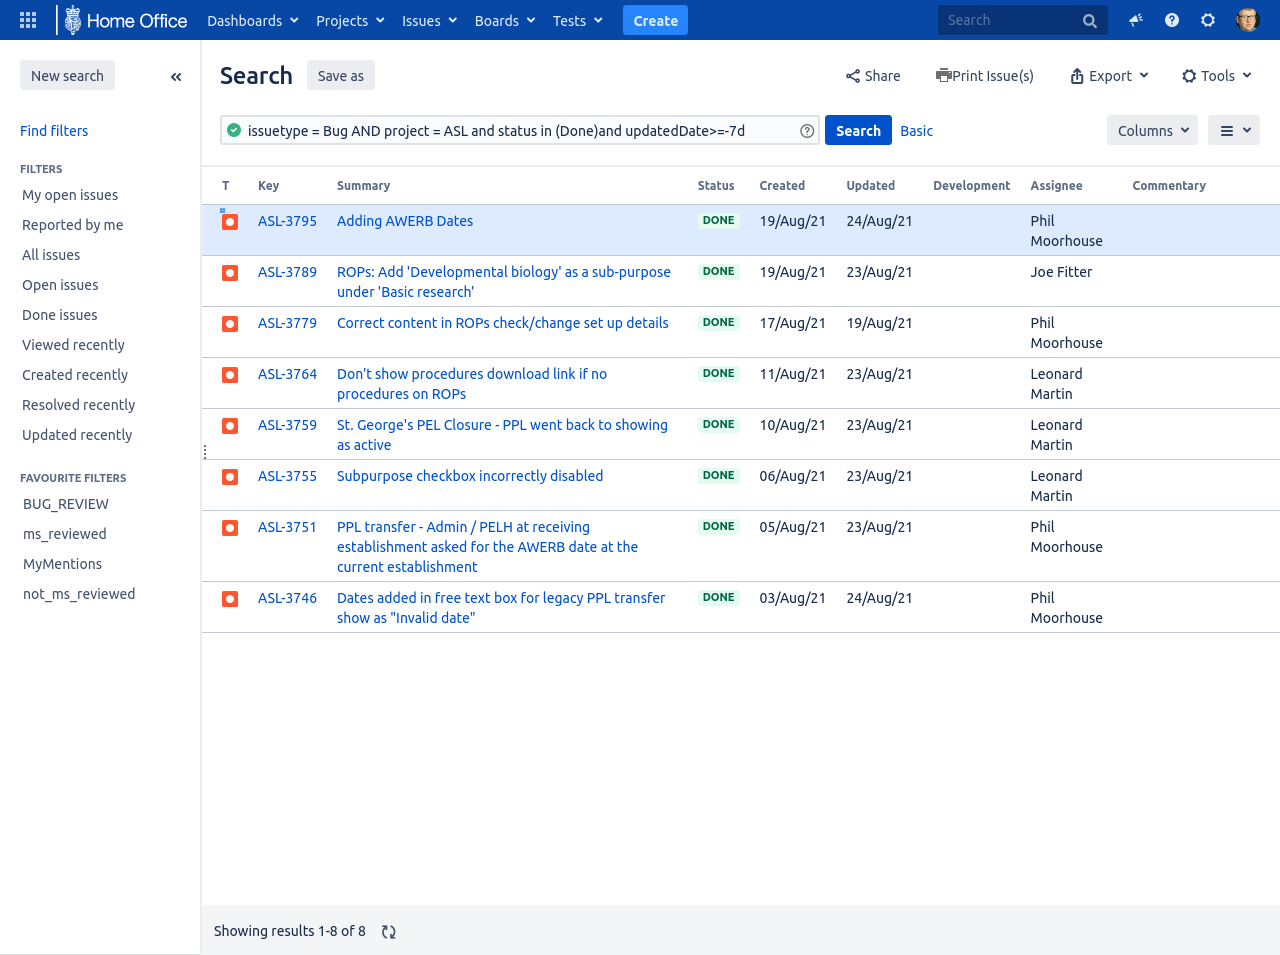 Home Office Dashboards Projects Issues Boards Tests Create Search
New search «
Search Save as Share Print Issue(s) Export Tools
issuetype = Bug AND project = ASL and status in (Done)and updatedDate>=-7d Search Basic Columns
Find filters
FILTERS
My open issues
Reported by me
All issues
Open issues
Done issues
Viewed recently
Created recently
Resolved recently
Updated recently
FAVOURITE FILTERS
BUG_REVIEW
ms_reviewed
MyMentions
not_ms_reviewed
T Key Summary Status Created Updated Development Assignee Commentary
ASL-3795 Adding AWERB Dates DONE 19/Aug/21 24/Aug/21 Phil
Moorhouse
ASL-3789 ROPs: Add 'Developmental biology' as a sub-purpose DONE 19/Aug/21 23/Aug/21 Joe Fitter
under 'Basic research'
ASL-3779 Correct content in ROPs check/change set up details DONE 17/Aug/21 19/Aug/21 Phil
Moorhouse
ASL-3764 Don't show procedures download link if no DONE 11/Aug/21 23/Aug/21 Leonard
procedures on ROPs Martin
ASL-3759 St. George's PEL Closure - PPL went back to showing DONE 10/Aug/21 23/Aug/21 Leonard
as active Martin
ASL-3755 Subpurpose checkbox incorrectly disabled DONE 06/Aug/21 23/Aug/21 Leonard
Martin
ASL-3751 PPL transfer - Admin / PELH at receiving DONE 05/Aug/21 23/Aug/21 Phil
establishment asked for the AWERB date at the Moorhouse
current establishment
ASL-3746 Dates added in free text box for legacy PPL transfer DONE 03/Aug/21 24/Aug/21 Phil
show as "Invalid date" Moorhouse
Showing results 1-8 of 8